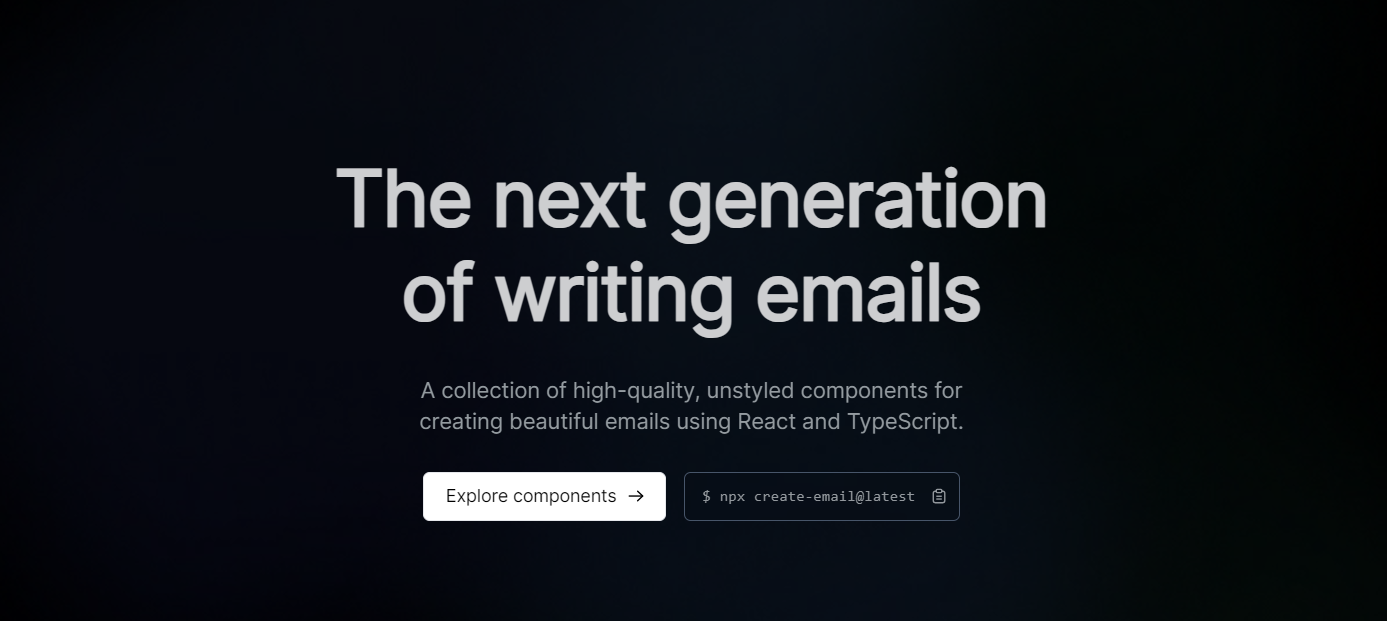 The next generation
of writing emails
A collection of high-quality, unstyled components for
creating beautiful emails using React and TypeScript.
Explore components →
$ npx create-email@latest